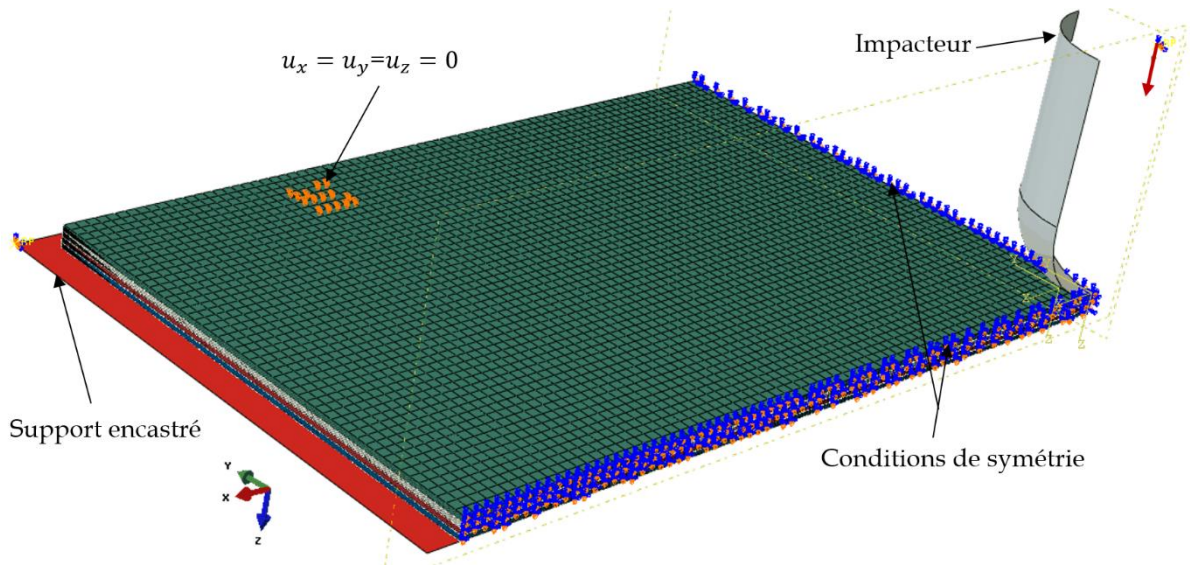 Impacteur
u_x = u_y=u_z = 0
Support encastré
Conditions de symétrie
Y
X
Z